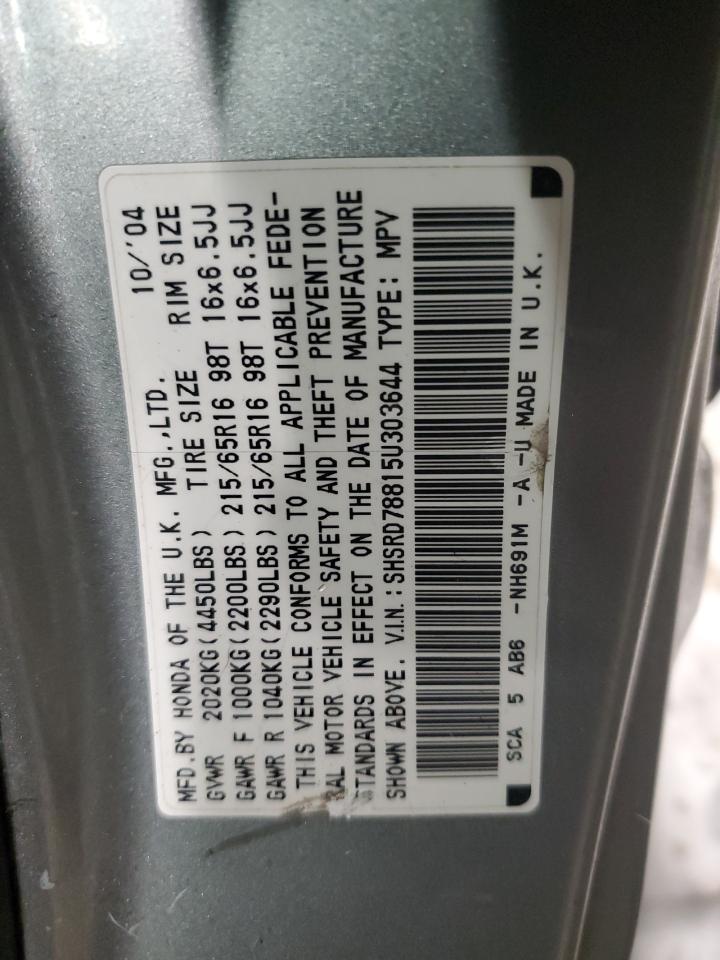 MFD.BY HONDA OF THE U.K. MFG.,LTD. 10/'04
GVWR 2020KG(4450LBS) TIRE SIZE RIM SIZE
GAWR F 1000KG(2200LBS) 215/65R16 98T 16x6.5JJ
GAWR R 1040KG(2290LBS) 215/65R16 98T 16x6.5JJ
THIS VEHICLE CONFORMS TO ALL APPLICABLE FEDE-
RAL MOTOR VEHICLE SAFETY AND THEFT PREVENTION
STANDARDS IN EFFECT ON THE DATE OF MANUFACTURE
SHOWN ABOVE. V.I.N.:SHSRD78815U303644 TYPE: MPV
SCA 5 AB6 -NH691M -A -U MADE IN U.K.